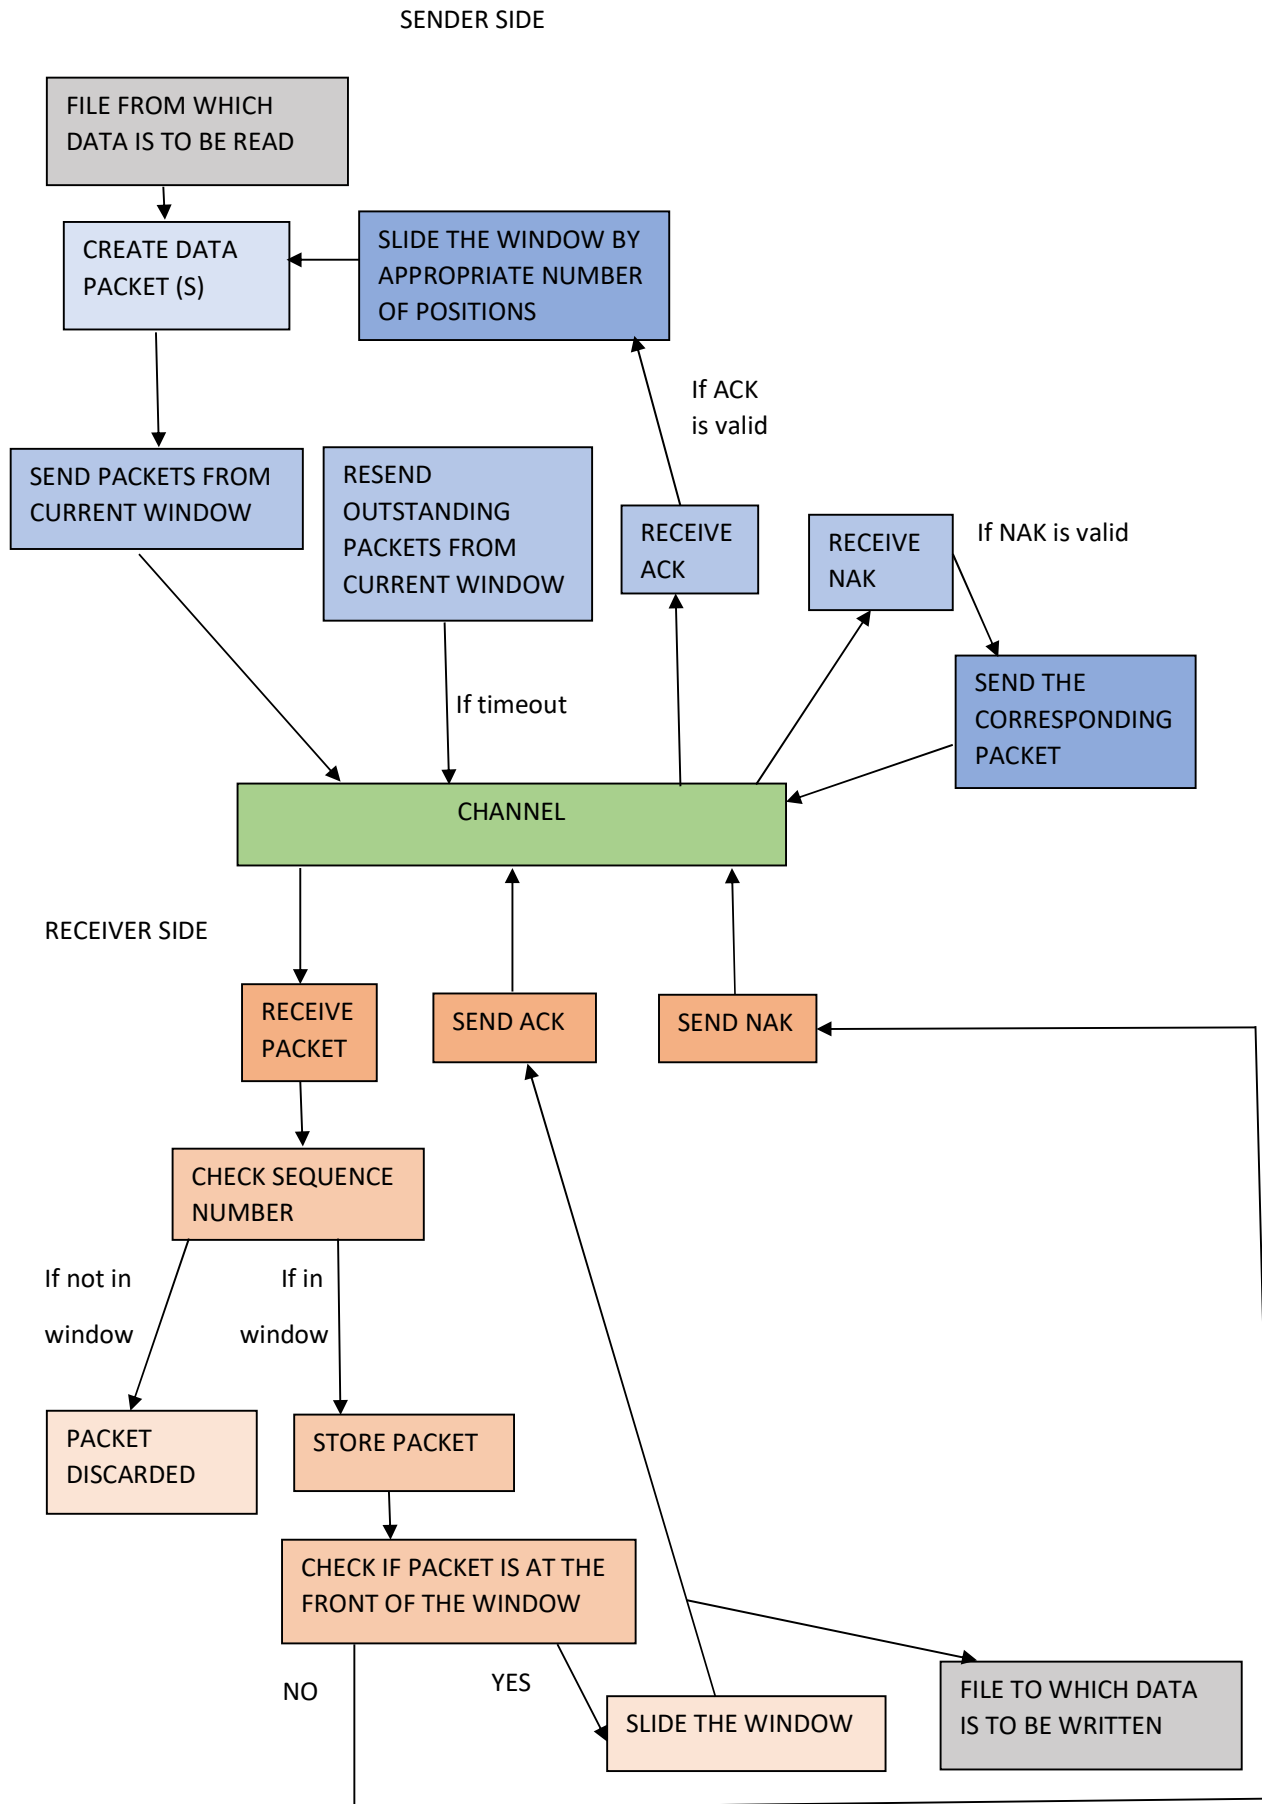 SENDER SIDE
FILE FROM WHICH
DATA IS TO BE READ
CREATE DATA
PACKET (S)
SLIDE THE WINDOW BY
APPROPRIATE NUMBER
OF POSITIONS
If ACK
is valid
SEND PACKETS FROM
CURRENT WINDOW
RESEND
OUTSTANDING
PACKETS FROM
CURRENT WINDOW
RECEIVE
ACK
RECEIVE
NAK
If NAK is valid
SEND THE
CORRESPONDING
PACKET
If timeout
CHANNEL
RECEIVER SIDE
RECEIVE
PACKET
SEND ACK
SEND NAK
CHECK SEQUENCE
NUMBER
If not in
window
If in
window
PACKET
DISCARDED
STORE PACKET
CHECK IF PACKET IS AT THE
FRONT OF THE WINDOW
NO
YES
SLIDE THE WINDOW
FILE TO WHICH DATA
IS TO BE WRITTEN